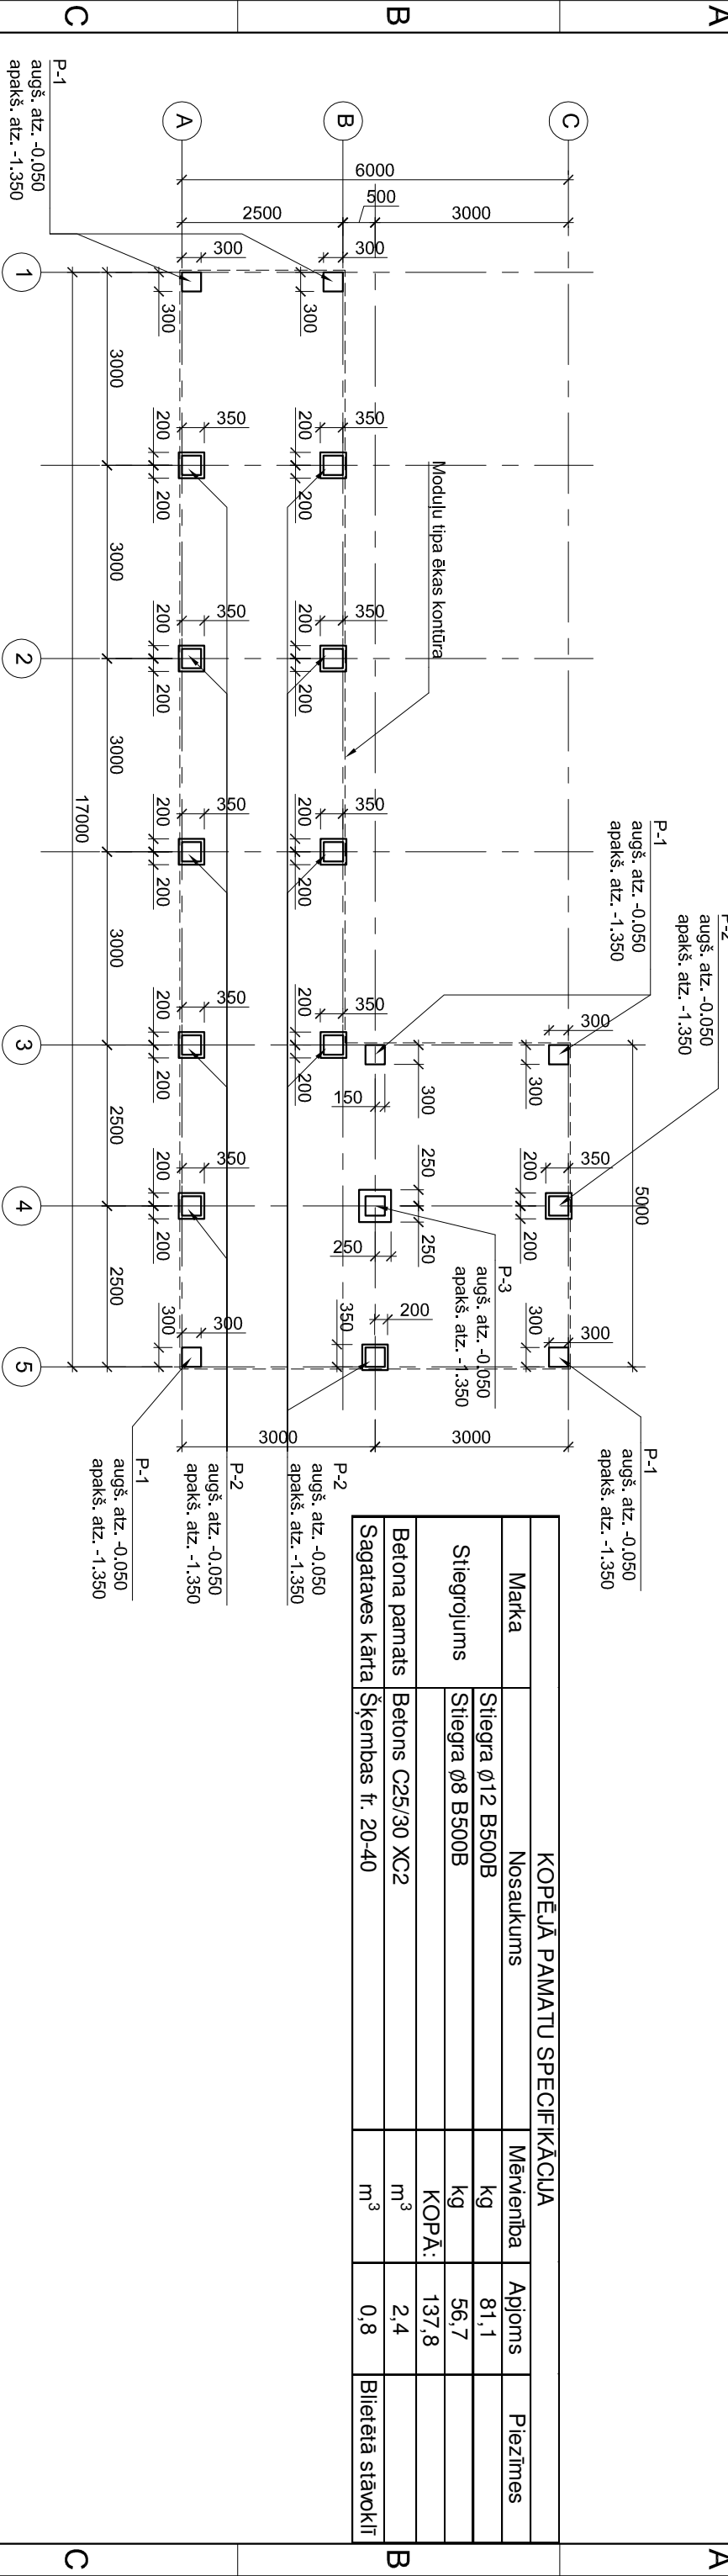 A
B
C
P-1
augš. atz. -0.050
apakš. atz. -1.350
A
B
C
6000
2500
500
3000
300
300
1
300
300
3000
350
350
200
200
200
200
Moduļu tipa ēkas kontūra
3000
350
350
200
200
200
200
2
3000
17000
350
350
200
200
200
200
P-1
augš. atz. -0.050
apakš. atz. -1.350
P-2
augš. atz. -0.050
apakš. atz. -1.350
3000
350
350
200
200
200
200
3
300
300
300
150
2500
350
200
200
4
250
250
250
350
200
200
5000
P-3
augš. atz. -0.050
apakš. atz. -1.350
2500
300
300
350
200
300
300
5
3000
3000
P-1
augš. atz. -0.050
apakš. atz. -1.350
P-2
augš. atz. -0.050
apakš. atz. -1.350
P-2
augš. atz. -0.050
apakš. atz. -1.350
P-1
augš. atz. -0.050
apakš. atz. -1.350
KOPĒJĀ PAMATU SPECIFIKĀCIJA
Marka Nosaukums Mērvienība Apjoms Piezīmes
Stiegrojums Stiegra Ø12 B500B kg 81,1
Stiegra Ø8 B500B kg 56,7
KOPĀ: 137,8
Betona pamats Betons C25/30 XC2 m³ 2,4
Sagataves kārta Šķembas fr. 20-40 m³ 0,8 Blietētā stāvoklī
A
B
C